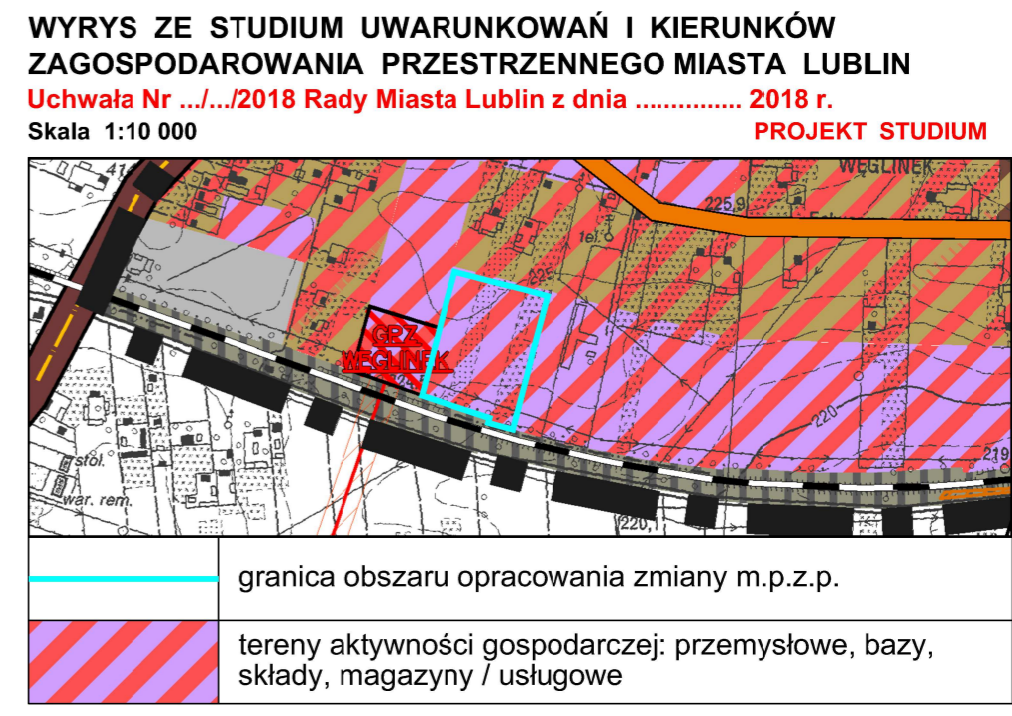 WYRYS ZE STUDIUM UWARUNKOWAŃ I KIERUNKÓW
ZAGOSPODAROWANIA PRZESTRZENNEGO MIASTA LUBLIN
Uchwała Nr .../.../2018 Rady Miasta Lublin z dnia ............... 2018 r.
Skala 1:10 000 PROJEKT STUDIUM
WĘGLINEK
225,9
tel.
225
GPZ
WĘGLINEK
220
219
stol.
war. rem.
220,
granica obszaru opracowania zmiany m.p.z.p.
tereny aktywności gospodarczej: przemysłowe, bazy,
składy, magazyny / usługowe